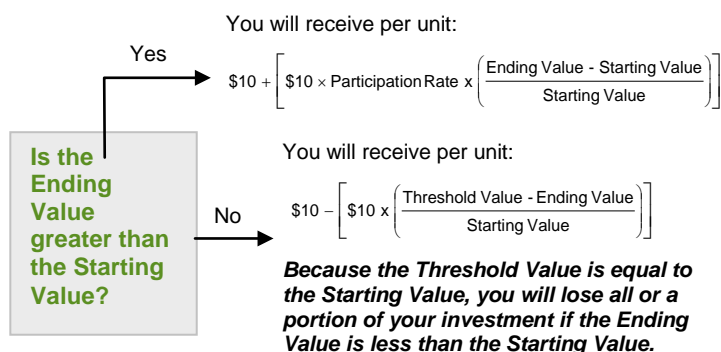 You will receive per unit:
Yes
$10 + [ $10 × Participation Rate x ( Ending Value - Starting Value / Starting Value ) ]
Is the
Ending
Value
greater than
the Starting
Value?
You will receive per unit:
No
$10 − [ $10 x ( Threshold Value - Ending Value / Starting Value ) ]
Because the Threshold Value is equal to
the Starting Value, you will lose all or a
portion of your investment if the Ending
Value is less than the Starting Value.